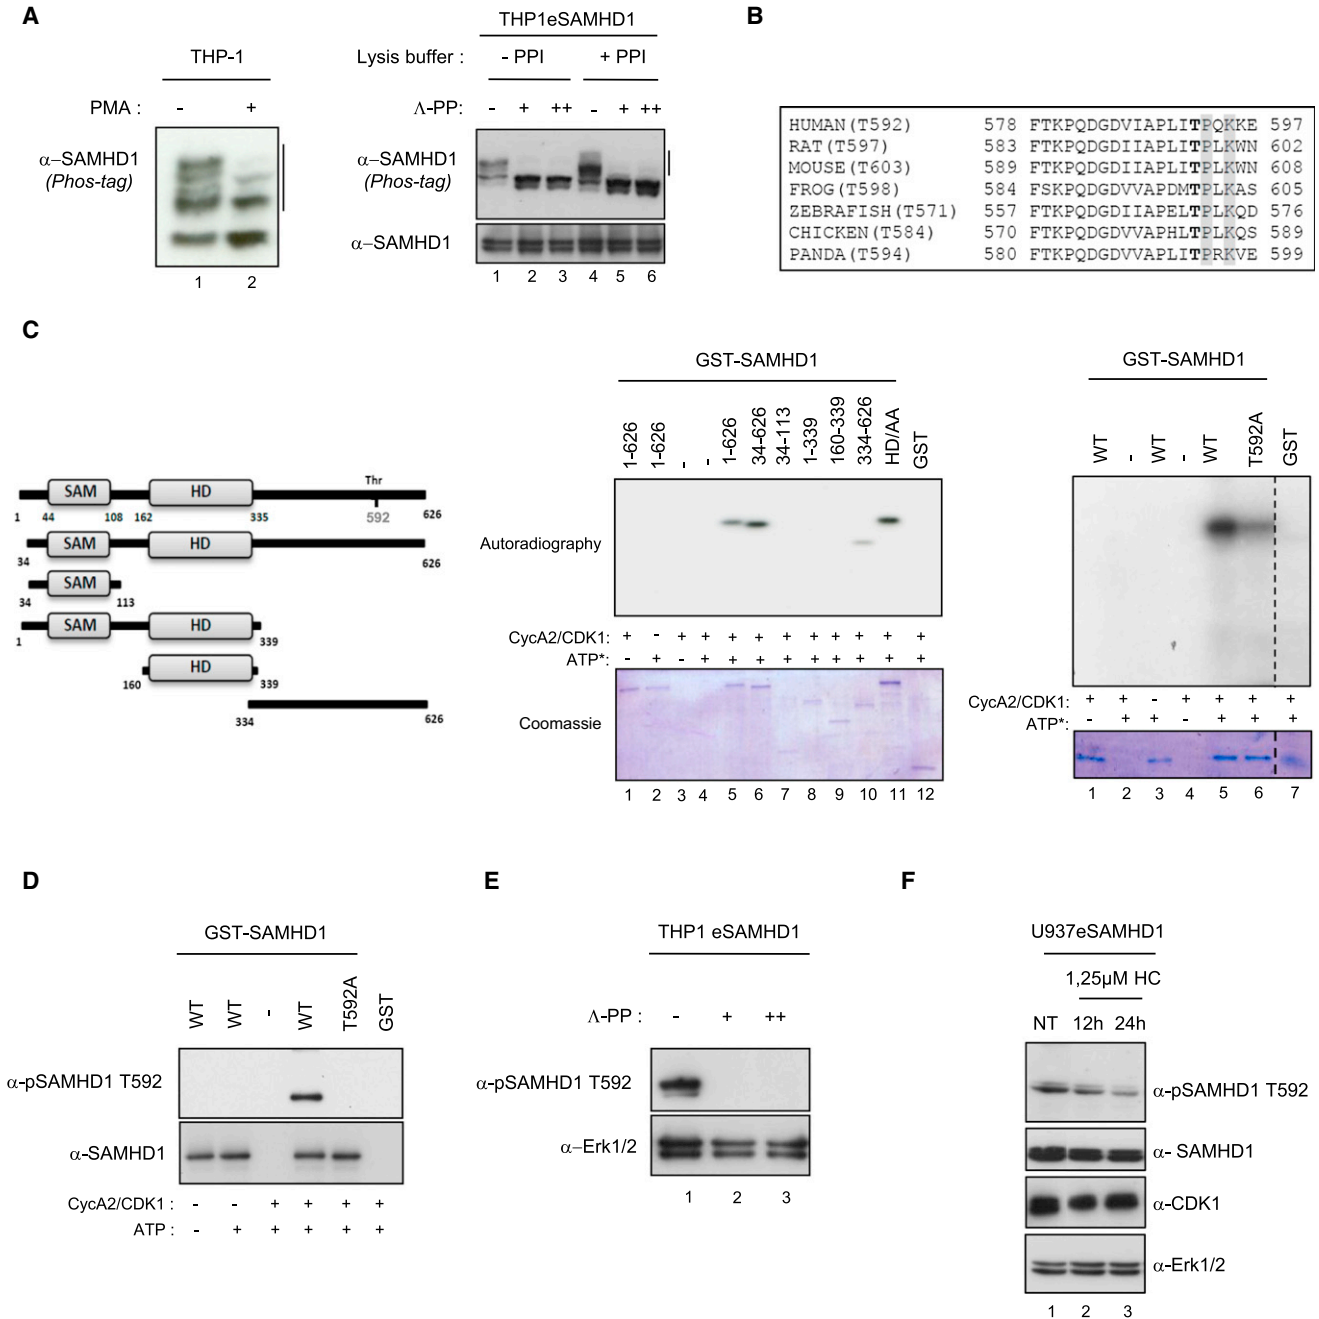 A
THP-1
PMA : - +
α–SAMHD1
(Phos-tag)
1 2
THP1eSAMHD1
Lysis buffer : - PPI + PPI
Λ-PP: - + ++ - + ++
α–SAMHD1
(Phos-tag)
α–SAMHD1
1 2 3 4 5 6
B
HUMAN(T592) 578 FTKPQDGDVIAPLITPQKKE 597
RAT(T597) 583 FTKPQDGDIIAPLITPLKWN 602
MOUSE(T603) 589 FTKPQDGDIIAPLITPLKWN 608
FROG(T598) 584 FSKPQDGDVVAPDMTPLKAS 605
ZEBRAFISH(T571) 557 FTKPQDGDIIAPELTPLKQD 576
CHICKEN(T584) 570 FTKPQDGDVVAPHLTPLKQS 589
PANDA(T594) 580 FTKPQDGDVVAPLITPRKVE 599
C
SAM HD Thr
1 44 108 162 335 592 626
SAM HD
34 626
SAM
34 113
SAM HD
1 339
HD
160 339
334 626
GST-SAMHD1
1-626 1-626 - - 1-626 34-626 34-113 1-339 160-339 334-626 HD/AA GST
Autoradiography
CycA2/CDK1: + - + + + + + + + + + +
ATP*: - + - + + + + + + + + +
Coomassie
1 2 3 4 5 6 7 8 9 10 11 12
GST-SAMHD1
WT - WT - WT T592A GST
CycA2/CDK1: + + - + + + +
ATP*: - + + - + + +
1 2 3 4 5 6 7
D
GST-SAMHD1
WT WT - WT T592A GST
α-pSAMHD1 T592
α-SAMHD1
CycA2/CDK1 : - - + + + +
ATP : - + + + + +
E
THP1 eSAMHD1
Λ-PP : - + ++
α-pSAMHD1 T592
α–Erk1/2
1 2 3
F
U937eSAMHD1
1,25µM HC
NT 12h 24h
α-pSAMHD1 T592
α- SAMHD1
α-CDK1
α-Erk1/2
1 2 3